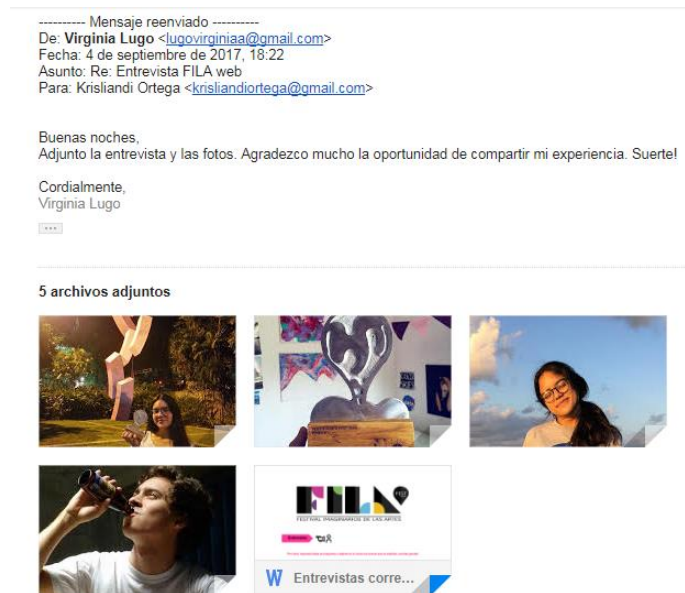 ---------- Mensaje reenviado ----------
De: Virginia Lugo <lugovirginiaa@gmail.com>
Fecha: 4 de septiembre de 2017, 18:22
Asunto: Re: Entrevista FILA web
Para: Krisliandi Ortega <krisliandiortega@gmail.com>
Buenas noches,
Adjunto la entrevista y las fotos. Agradezco mucho la oportunidad de compartir mi experiencia. Suerte!
Cordialmente,
Virginia Lugo
...
5 archivos adjuntos
FILA
FESTIVAL IMAGINARIOS DE LAS ARTES
W Entrevistas corre...